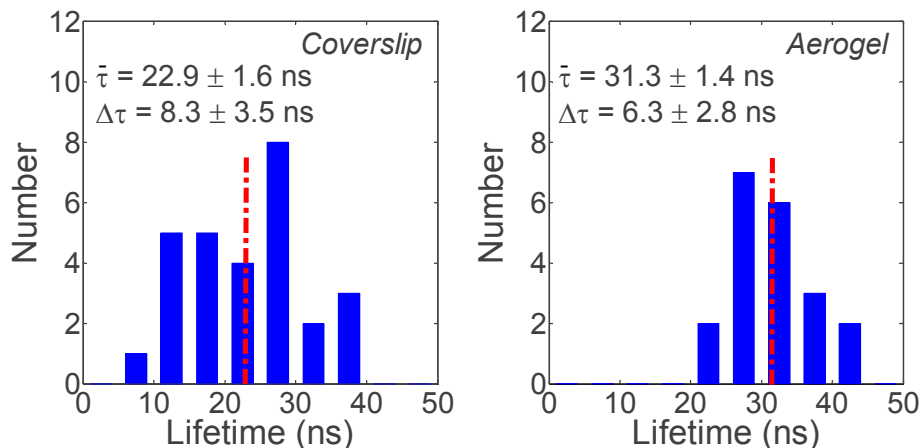 Coverslip
τ̄ = 22.9 ± 1.6 ns
Δτ = 8.3 ± 3.5 ns
Number
12
10
8
6
4
2
0
0 10 20 30 40 50
Lifetime (ns)
Aerogel
τ̄ = 31.3 ± 1.4 ns
Δτ = 6.3 ± 2.8 ns
Number
12
10
8
6
4
2
0
0 10 20 30 40 50
Lifetime (ns)